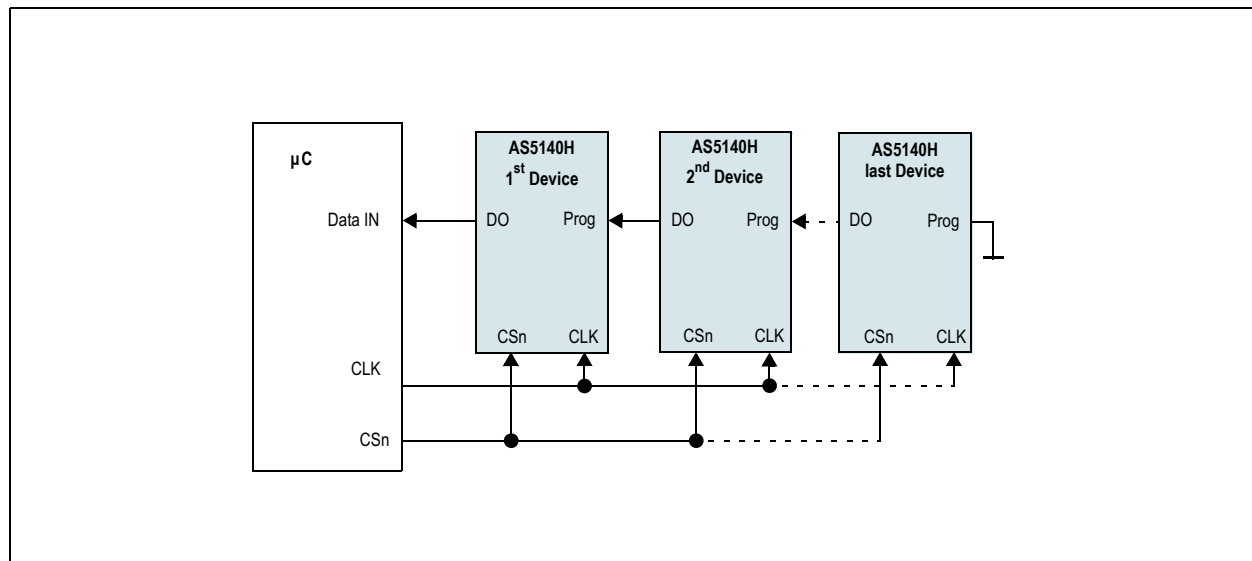 µC
Data IN
CLK
CSn
AS5140H
1st Device
DO Prog
CSn CLK
AS5140H
2nd Device
DO Prog
CSn CLK
AS5140H
last Device
DO Prog
CSn CLK